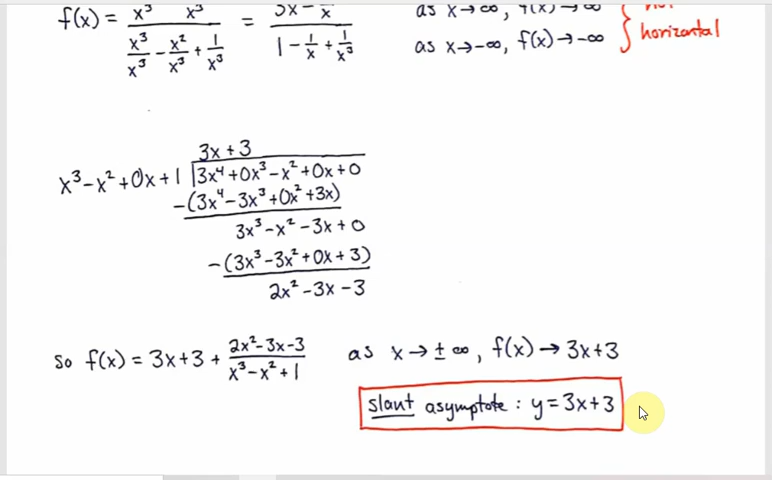 f(x) = x³ x³ / x³/x³ - x²/x³ + 1/x³ = 3x - x / 1 - 1/x + 1/x³
as x→∞, f(x)→∞
as x→-∞, f(x)→-∞
horizontal
3x + 3
x³ - x² + 0x + 1 | 3x⁴ + 0x³ - x² + 0x + 0
-(3x⁴ - 3x³ + 0x² + 3x)
3x³ - x² - 3x + 0
-(3x³ - 3x² + 0x + 3)
2x² - 3x - 3
so f(x) = 3x + 3 + 2x² - 3x - 3 / x³ - x² + 1
as x→±∞, f(x)→3x+3
slant asymptote : y = 3x + 3